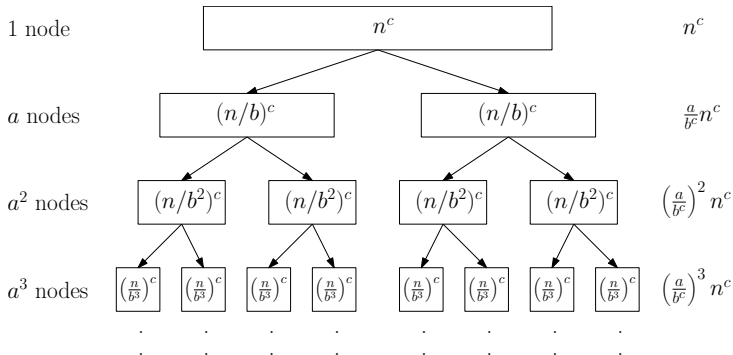 1 node n^c n^c
a nodes (n/b)^c (n/b)^c a/b^c n^c
a^2 nodes (n/b^2)^c (n/b^2)^c (n/b^2)^c (n/b^2)^c (a/b^c)^2 n^c
a^3 nodes (n/b^3)^c (n/b^3)^c (n/b^3)^c (n/b^3)^c (n/b^3)^c (n/b^3)^c (n/b^3)^c (n/b^3)^c (a/b^c)^3 n^c
. . . . . . . .
. . . . . . . .